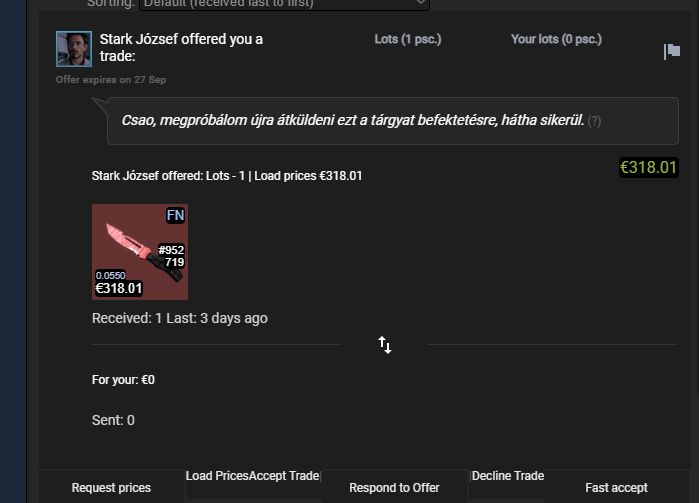 Sorting: Default (received last to first)
Stark József offered you a
trade:
Lots (1 psc.)
Your lots (0 psc.)
Offer expires on 27 Sep
Csao, megpróbálom újra átküldeni ezt a tárgyat befektetésre, hátha sikerül. (?)
€318.01
Stark József offered: Lots - 1 | Load prices €318.01
FN
#952
719
0.0550
€318.01
Received: 1 Last: 3 days ago
For your: €0
Sent: 0
Request prices
Load PricesAccept Trade|
Respond to Offer
Decline Trade
Fast accept